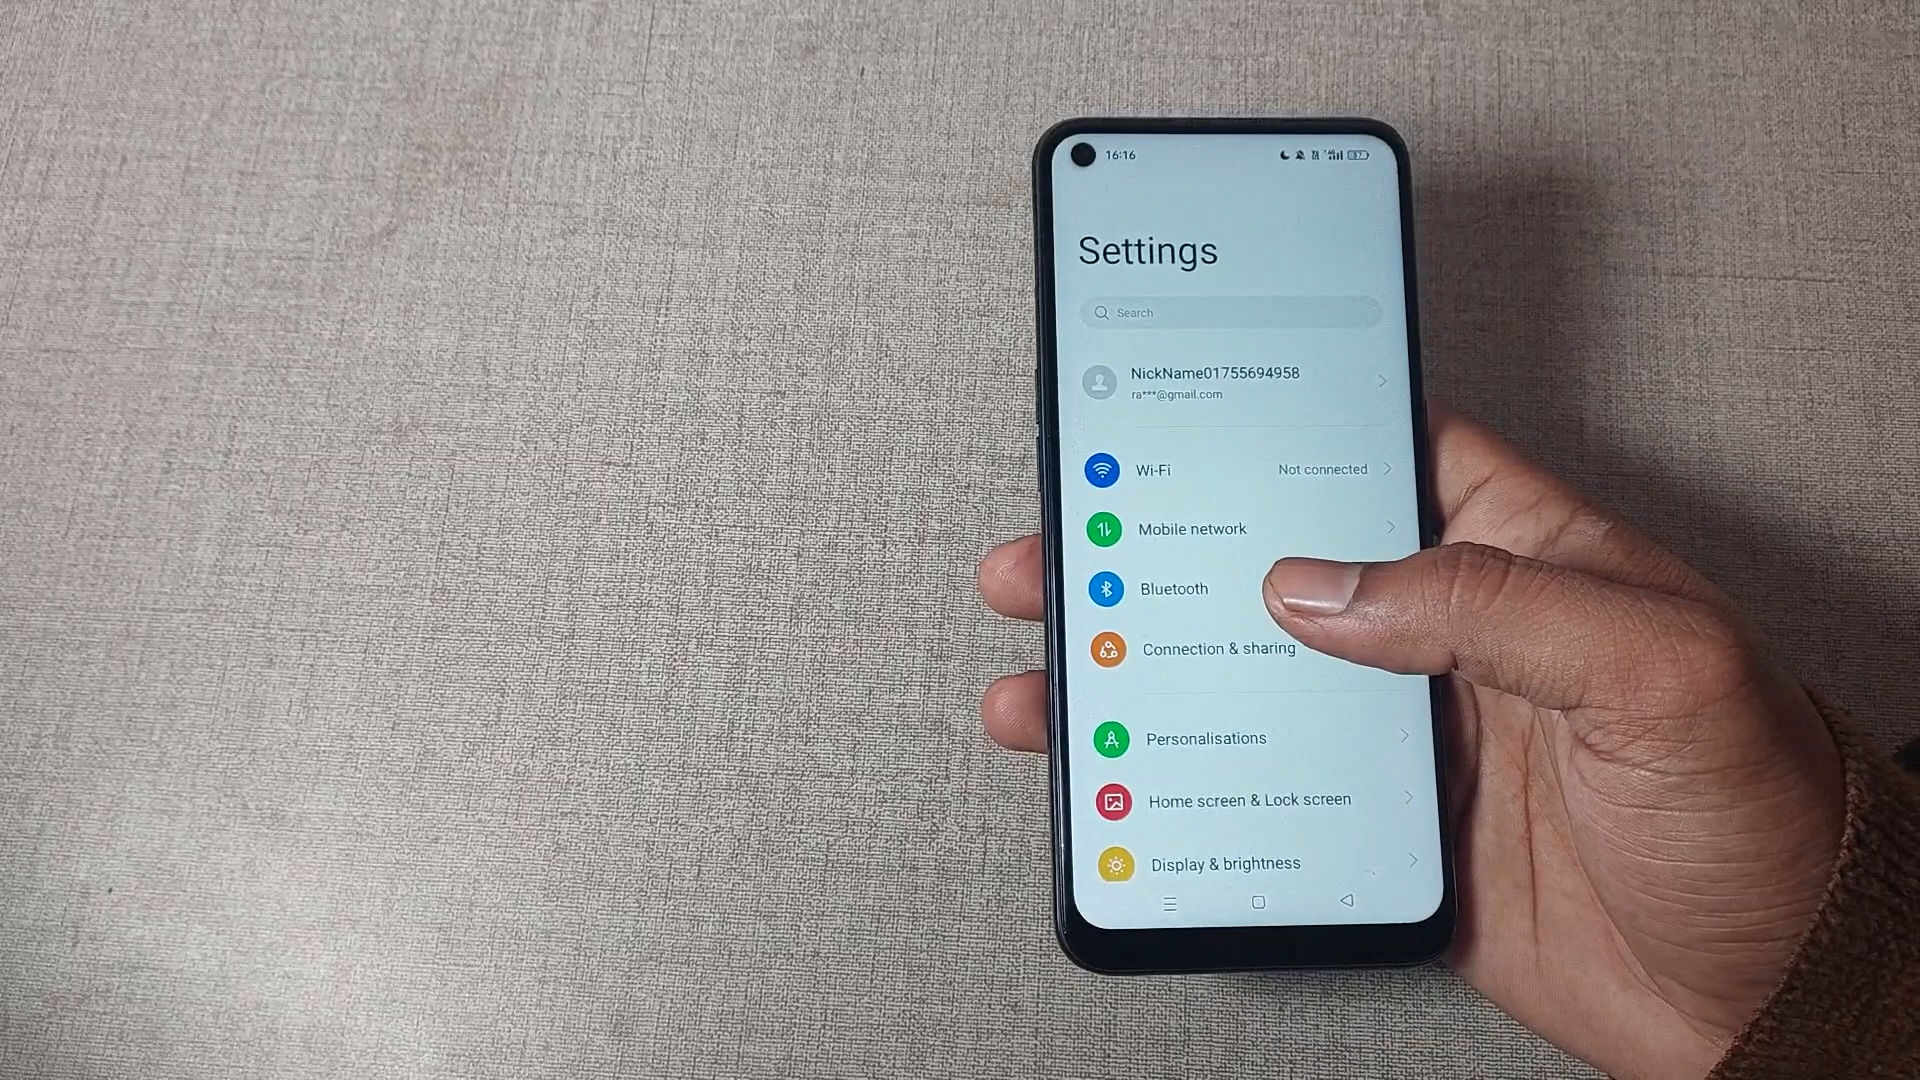 16:16
57
Settings
Search
NickName01755694958
ra***@gmail.com
Wi-Fi Not connected
Mobile network
Bluetooth
Connection & sharing
Personalisations
Home screen & Lock screen
Display & brightness